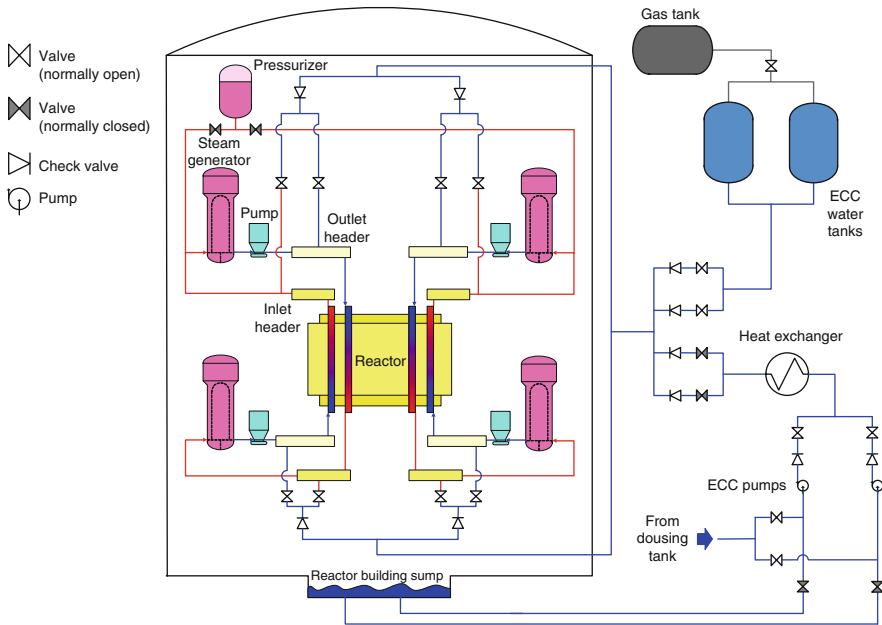 Valve
(normally open)
Valve
(normally closed)
Check valve
Pump
Pressurizer
Steam
generator
Pump
Outlet
header
Inlet
header
Reactor
Reactor building sump
Gas tank
ECC
water
tanks
Heat exchanger
ECC pumps
From
dousing
tank